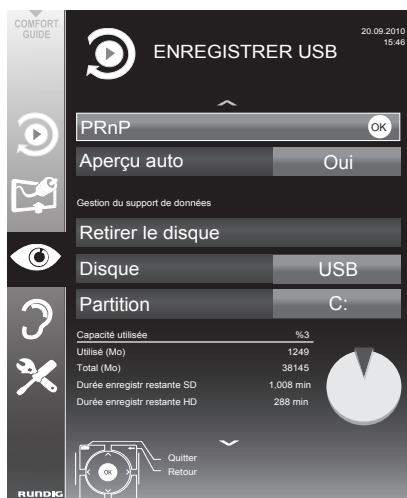 COMFORT
GUIDE
ENREGISTRER USB
20.09.2010
15:46
PRnP OK
Aperçu auto Oui
Gestion du support de données
Retirer le disque
Disque USB
Partition C:
Capacité utilisée %3
Utilisé (Mo) 1249
Total (Mo) 38145
Durée enregistr restante SD 1,008 min
Durée enregistr restante HD 288 min
Quitter
Retour
OK
RUNDIG